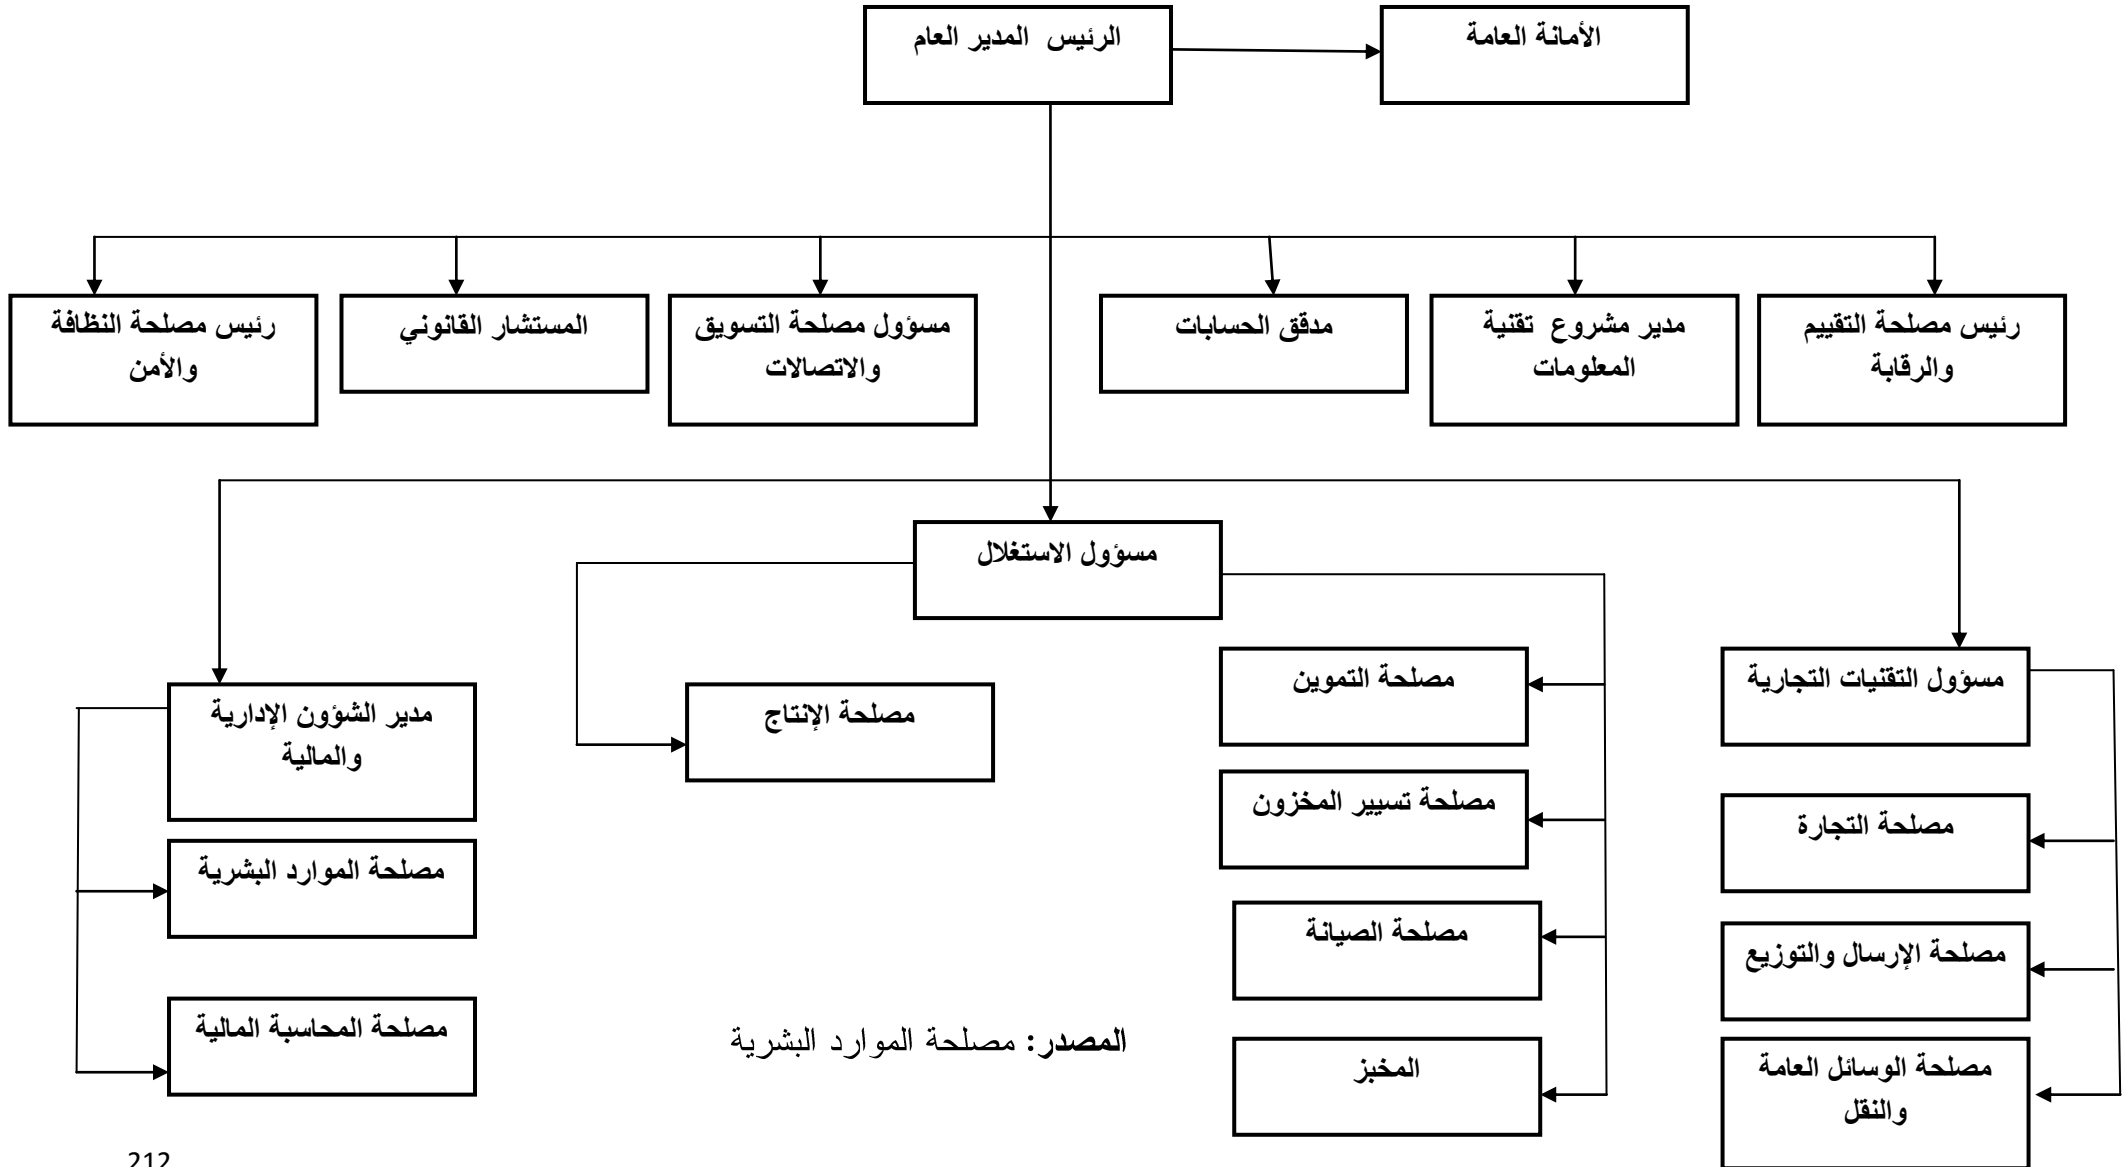 الرئيس المدير العام
الأمانة العامة
رئيس مصلحة التقييم
والرقابة
مدير مشروع تقنية
المعلومات
مدقق الحسابات
مسؤول مصلحة التسويق
والاتصالات
المستشار القانوني
رئيس مصلحة النظافة
والأمن
مسؤول الاستغلال
مسؤول التقنيات التجارية
مصلحة التجارة
مصلحة الإرسال والتوزيع
مصلحة الوسائل العامة
والنقل
مصلحة التموين
مصلحة تسيير المخزون
مصلحة الصيانة
المخبز
مصلحة الإنتاج
مدير الشؤون الإدارية
والمالية
مصلحة الموارد البشرية
مصلحة المحاسبة المالية
المصدر: مصلحة الموارد البشرية
212